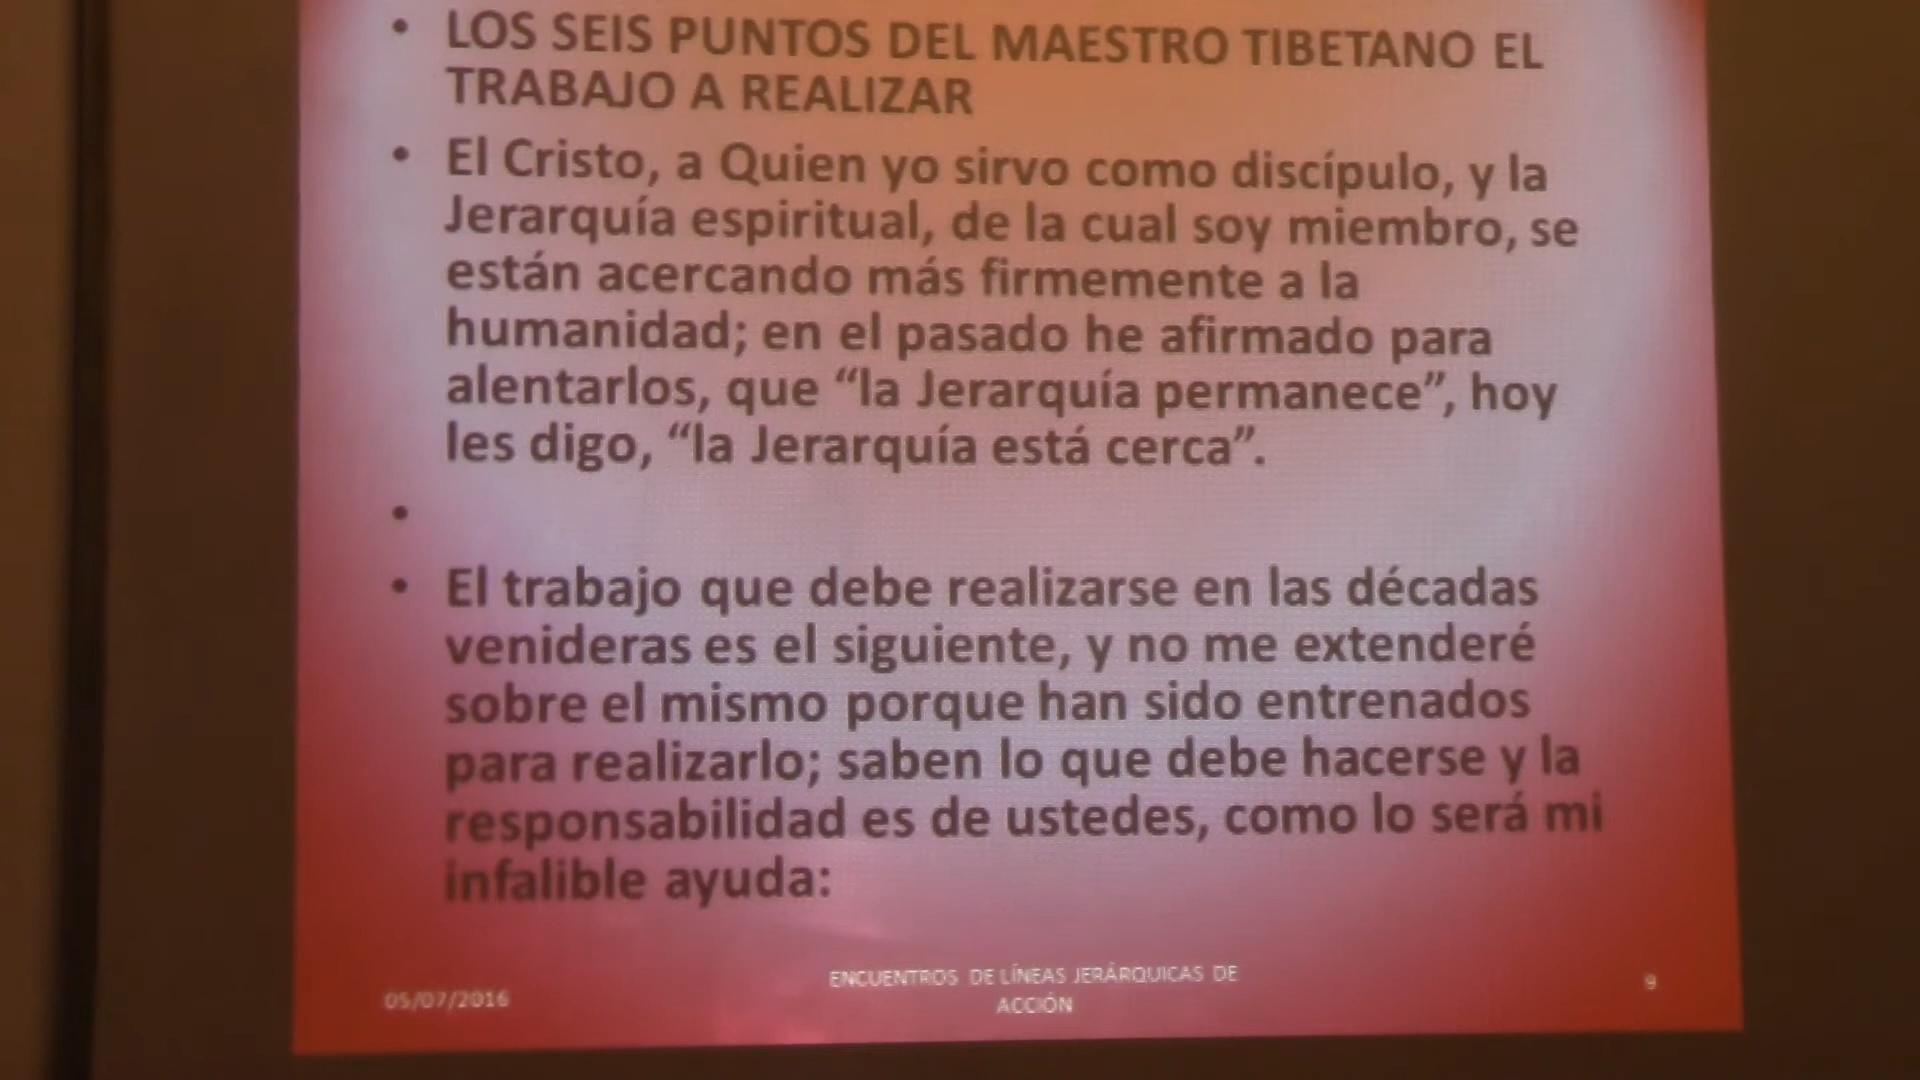 • LOS SEIS PUNTOS DEL MAESTRO TIBETANO EL
TRABAJO A REALIZAR
• El Cristo, a Quien yo sirvo como discípulo, y la
Jerarquía espiritual, de la cual soy miembro, se
están acercando más firmemente a la
humanidad; en el pasado he afirmado para
alentarlos, que “la Jerarquía permanece”, hoy
les digo, “la Jerarquía está cerca”.
•
• El trabajo que debe realizarse en las décadas
venideras es el siguiente, y no me extenderé
sobre el mismo porque han sido entrenados
para realizarlo; saben lo que debe hacerse y la
responsabilidad es de ustedes, como lo será mi
infalible ayuda:
05/07/2016
ENCUENTROS DE LÍNEAS JERÁRQUICAS DE
ACCIÓN
9